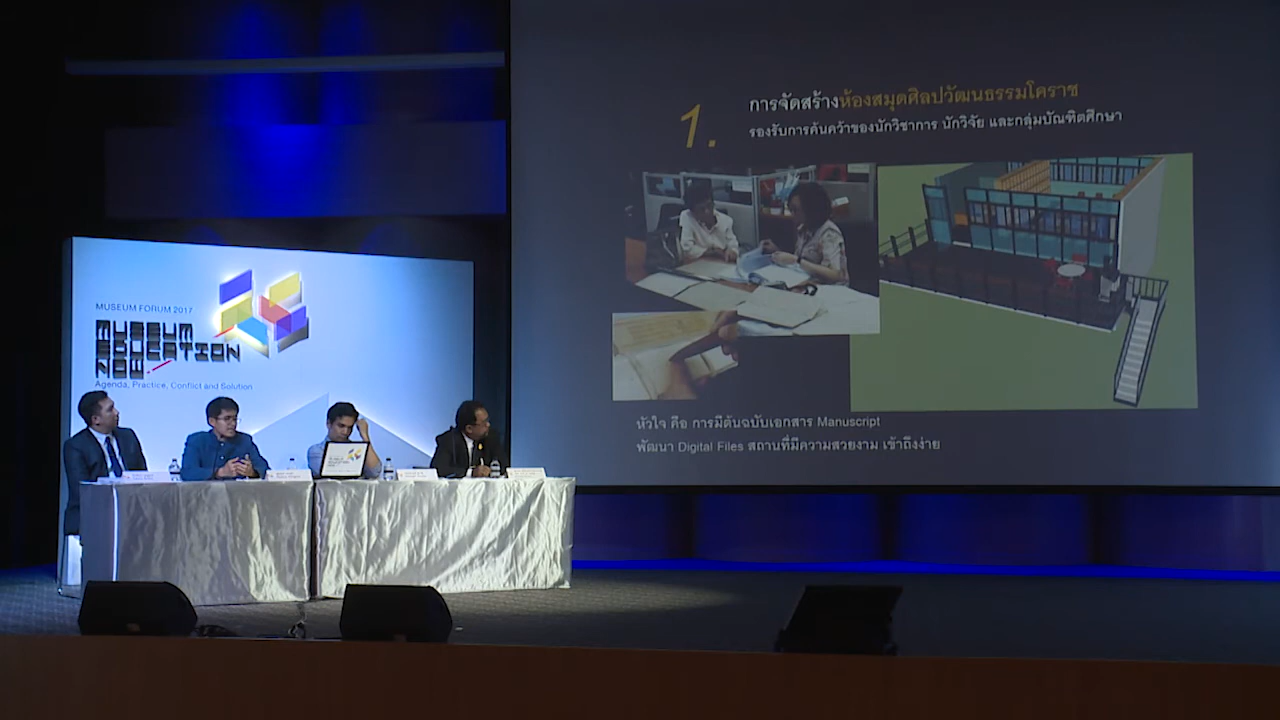 1.
การจัดสร้างห้องสมุดศิลปวัฒนธรรมโคราช
รองรับการค้นคว้าของนักวิชาการ นักวิจัย และกลุ่มบัณฑิตศึกษา
หัวใจ คือ การมีต้นฉบับเอกสาร Manuscript
พัฒนา Digital Files สถานที่มีความสวยงาม เข้าถึงง่าย
MUSEUM FORUM 2017
MUSEUM
EDUCATION
NOW!
Agenda, Practice, Conflict and Solution